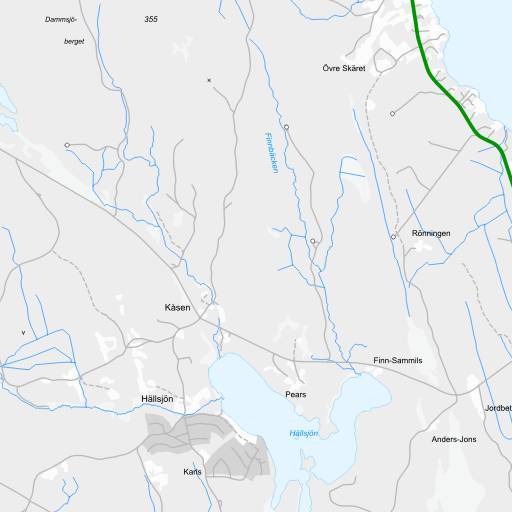 Dammsjö-
berget
355
Övre Skäret
Finnbäcken
Rönningen
Kåsen
Finn-Sammils
Pears
Hällsjön
Jordbet
Hällsjön
Anders-Jons
Karls